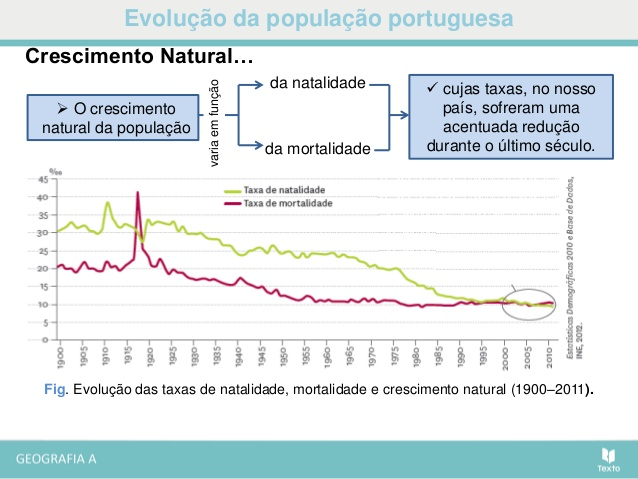 Evolução da população portuguesa
Crescimento Natural…
➢ O crescimento
natural da população
varia em função
da natalidade
da mortalidade
✓ cujas taxas, no nosso
país, sofreram uma
acentuada redução
durante o último século.
45 ‰
40
35
30
25
20
15
10
5
0
Taxa de natalidade
Taxa de mortalidade
1900
1905
1910
1915
1920
1925
1930
1935
1940
1945
1950
1955
1960
1965
1970
1975
1980
1985
1990
1995
2000
2005
2010
Estatísticas Demográficas 2010 e Base de Dados,
INE, 2012.
Fig. Evolução das taxas de natalidade, mortalidade e crescimento natural (1900–2011).
GEOGRAFIA A
Texto